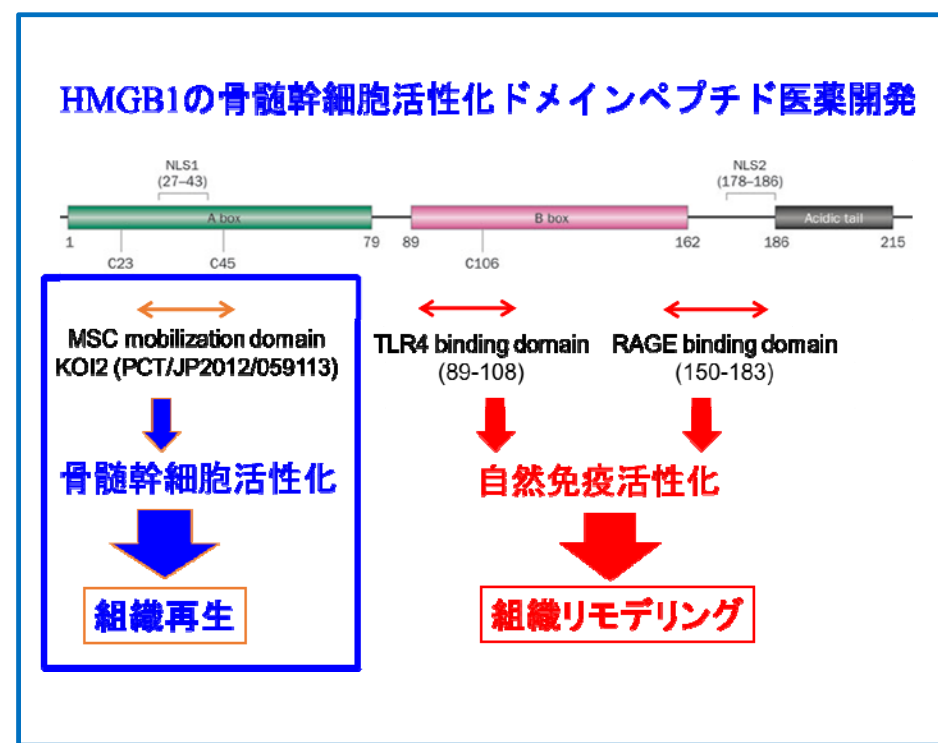 HMGB1の骨髄幹細胞活性化ドメインペプチド医薬開発
NLS1
(27–43)
NLS2
(178–186)
A box
B box
Acidic tail
1
79
89
162
186
215
C23
C45
C106
MSC mobilization domain
KOI2 (PCT/JP2012/059113)
TLR4 binding domain
(89-108)
RAGE binding domain
(150-183)
骨髄幹細胞活性化
自然免疫活性化
組織再生
組織リモデリング